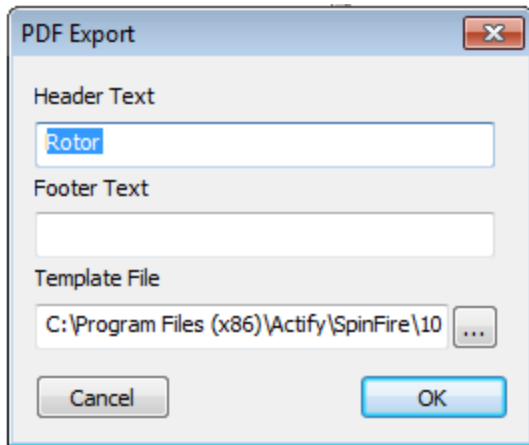 PDF Export
Header Text
Rotor
Footer Text
Template File
C:\Program Files (x86)\Actify\SpinFire\10
...
Cancel
OK